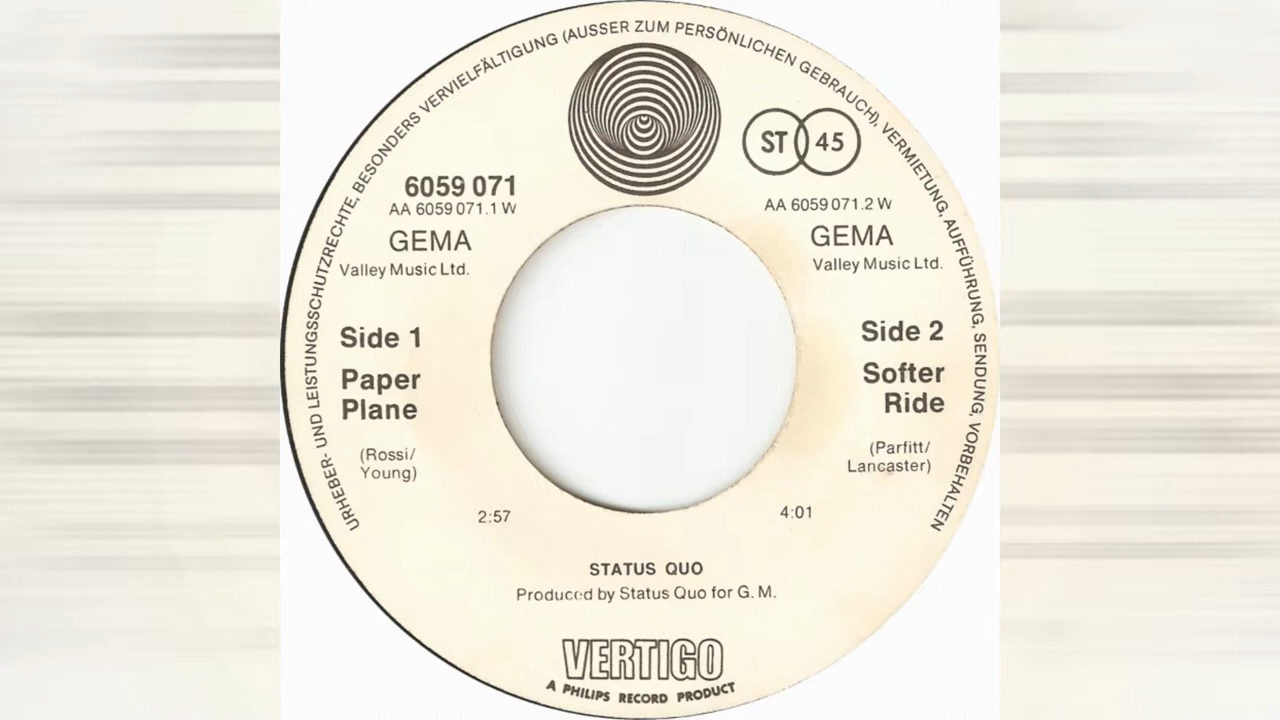 URHEBER- UND LEISTUNGSSCHUTZRECHTE, BESONDERS VERVIELFÄLTIGUNG (AUSSER ZUM PERSÖNLICHEN GEBRAUCH), VERMIETUNG, AUFFÜHRUNG, SENDUNG, VORBEHALTEN
ST 45
6059 071
AA 6059 071.1 W
GEMA
Valley Music Ltd.
Side 1
Paper
Plane
(Rossi/
Young)
2:57
AA 6059 071.2 W
GEMA
Valley Music Ltd.
Side 2
Softer
Ride
(Parfitt/
Lancaster)
4:01
STATUS QUO
Produced by Status Quo for G. M.
VERTIGO
A PHILIPS RECORD PRODUCT